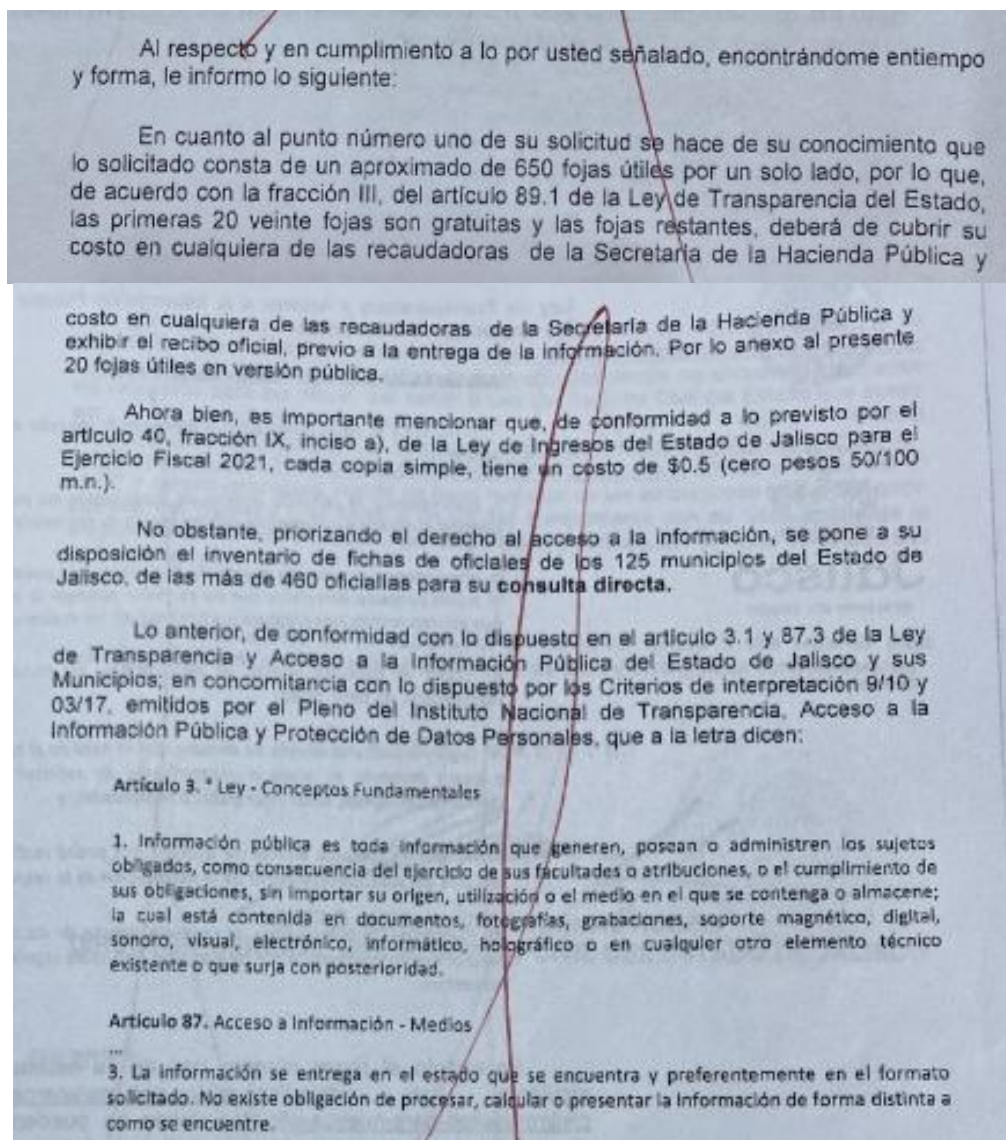 Al respecto y en cumplimiento a lo por usted señalado, encontrándome entiempo
y forma, le informo lo siguiente:
En cuanto al punto número uno de su solicitud se hace de su conocimiento que
lo solicitado consta de un aproximado de 650 fojas útiles por un solo lado, por lo que,
de acuerdo con la fracción III, del artículo 89.1 de la Ley de Transparencia del Estado,
las primeras 20 veinte fojas son gratuitas y las fojas restantes, deberá de cubrir su
costo en cualquiera de las recaudadoras de la Secretaría de la Hacienda Pública y
costo en cualquiera de las recaudadoras de la Secretaría de la Hacienda Pública y
exhibir el recibo oficial, previo a la entrega de la información. Por lo anexo al presente
20 fojas útiles en versión pública.
Ahora bien, es importante mencionar que, de conformidad a lo previsto por el
artículo 40, fracción IX, inciso a), de la Ley de Ingresos del Estado de Jalisco para el
Ejercicio Fiscal 2021, cada copia simple, tiene un costo de $0.5 (cero pesos 50/100
m.n.).
No obstante, priorizando el derecho al acceso a la información, se pone a su
disposición el inventario de fichas de oficiales de los 125 municipios del Estado de
Jalisco, de las más de 460 oficialías para su consulta directa.
Lo anterior, de conformidad con lo dispuesto en el artículo 3.1 y 87.3 de la Ley
de Transparencia y Acceso a la Información Pública del Estado de Jalisco y sus
Municipios; en concomitancia con lo dispuesto por los Criterios de interpretación 9/10 y
03/17, emitidos por el Pleno del Instituto Nacional de Transparencia, Acceso a la
Información Pública y Protección de Datos Personales, que a la letra dicen:
Artículo 3. ° Ley - Conceptos Fundamentales
1. Información pública es toda información que generen, posean o administren los sujetos
obligados, como consecuencia del ejercicio de sus facultades o atribuciones, o el cumplimiento de
sus obligaciones, sin importar su origen, utilización o el medio en el que se contenga o almacene;
la cual está contenida en documentos, fotografías, grabaciones, soporte magnético, digital,
sonoro, visual, electrónico, informático, holográfico o en cualquier otro elemento técnico
existente o que surja con posterioridad.
Artículo 87. Acceso a Información - Medios
...
3. La información se entrega en el estado que se encuentra y preferentemente en el formato
solicitado. No existe obligación de procesar, calcular o presentar la información de forma distinta a
como se encuentre.